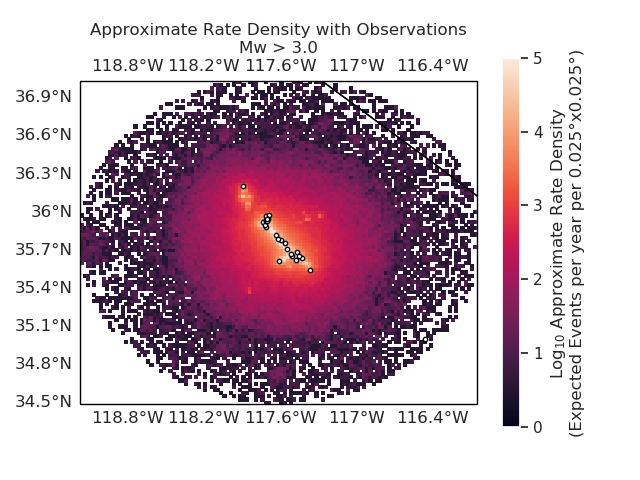 Approximate Rate Density with Observations
Mw > 3.0
118.8°W 118.2°W 117.6°W 117°W 116.4°W
36.9°N
36.6°N
36.3°N
36°N
35.7°N
35.4°N
35.1°N
34.8°N
34.5°N
118.8°W 118.2°W 117.6°W 117°W 116.4°W
5
4
3
2
1
0
Log₁₀ Approximate Rate Density
(Expected Events per year per 0.025°x0.025°)